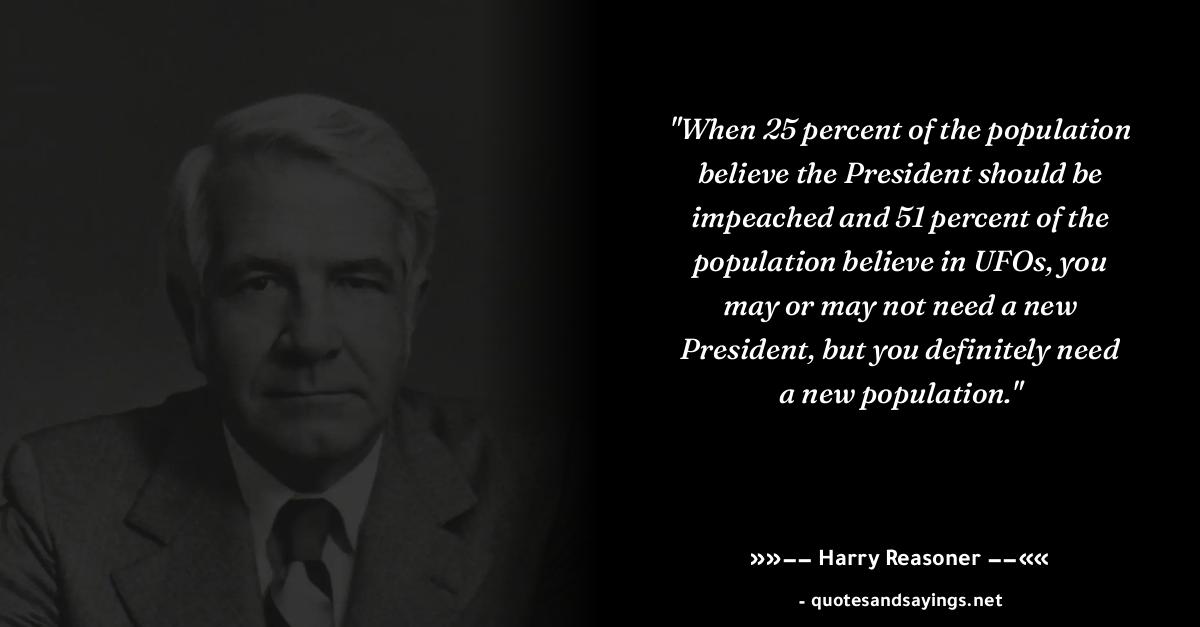 "When 25 percent of the population
believe the President should be
impeached and 51 percent of the
population believe in UFOs, you
may or may not need a new
President, but you definitely need
a new population."
»»–– Harry Reasoner ––««
- quotesandsayings.net